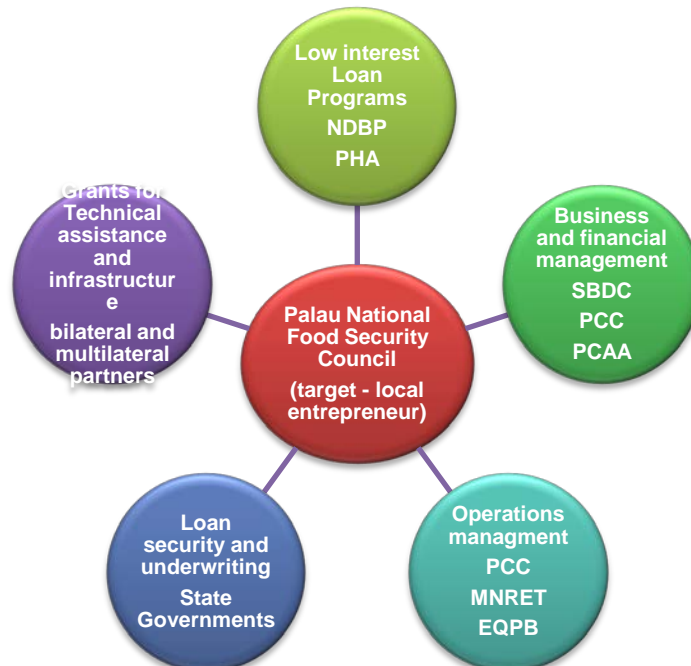 Low interest
Loan
Programs
NDBP
PHA
Grants for
Technical
assistance
and
infrastructur
e
bilateral and
multilateral
partners
Business
and financial
management
SBDC
PCC
PCAA
Palau National
Food Security
Council
(target - local
entrepreneur)
Loan
security and
underwriting
State
Governments
Operations
managment
PCC
MNRET
EQPB